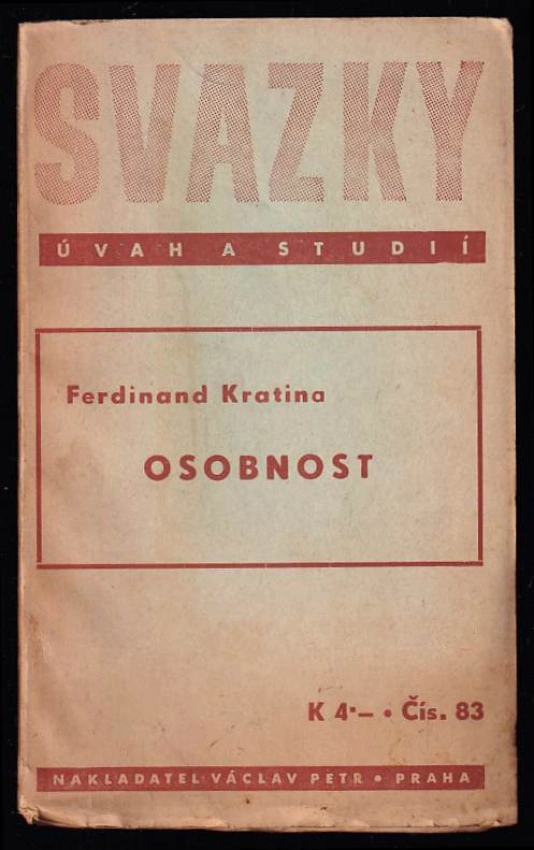 SVAZKY
ÚVAH A STUDIÍ
Ferdinand Kratina
OSOBNOST
K 4·– • Čís. 83
NAKLADATEL VÁCLAV PETR • PRAHA